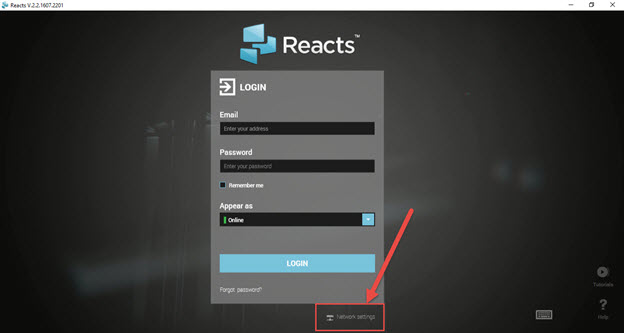 Reacts V.2.2.1607.2201
Reacts™
LOGIN
Email
Enter your address
Password
Enter your password
Remember me
Appear as
Online
LOGIN
Forgot password?
Network settings
Tutorials
Help